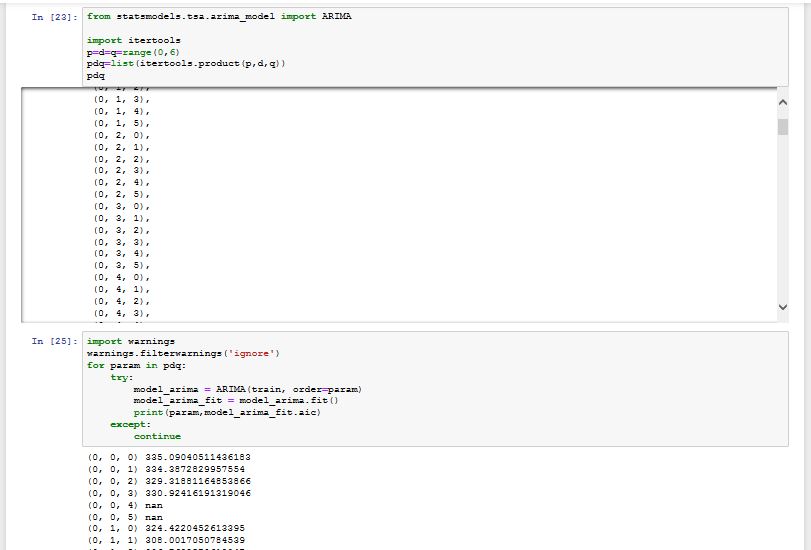 In [23]: from statsmodels.tsa.arima_model import ARIMA
import itertools
p=d=q=range(0,6)
pdq=list(itertools.product(p,d,q))
pdq
(0, 1, 2),
(0, 1, 3),
(0, 1, 4),
(0, 1, 5),
(0, 2, 0),
(0, 2, 1),
(0, 2, 2),
(0, 2, 3),
(0, 2, 4),
(0, 2, 5),
(0, 3, 0),
(0, 3, 1),
(0, 3, 2),
(0, 3, 3),
(0, 3, 4),
(0, 3, 5),
(0, 4, 0),
(0, 4, 1),
(0, 4, 2),
(0, 4, 3),
In [25]: import warnings
warnings.filterwarnings('ignore')
for param in pdq:
    try:
        model_arima = ARIMA(train, order=param)
        model_arima_fit = model_arima.fit()
        print(param,model_arima_fit.aic)
    except:
        continue
(0, 0, 0) 335.09040511436183
(0, 0, 1) 334.3872829957554
(0, 0, 2) 329.31881164853866
(0, 0, 3) 330.92416191319046
(0, 0, 4) nan
(0, 0, 5) nan
(0, 1, 0) 324.4220452613395
(0, 1, 1) 308.0017050784539